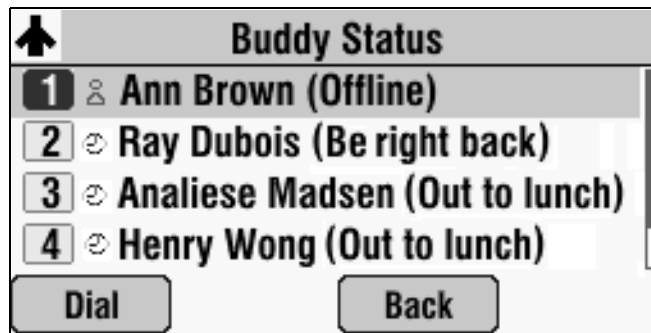 Buddy Status
1 Ann Brown (Offline)
2 Ray Dubois (Be right back)
3 Analiese Madsen (Out to lunch)
4 Henry Wong (Out to lunch)
Dial Back